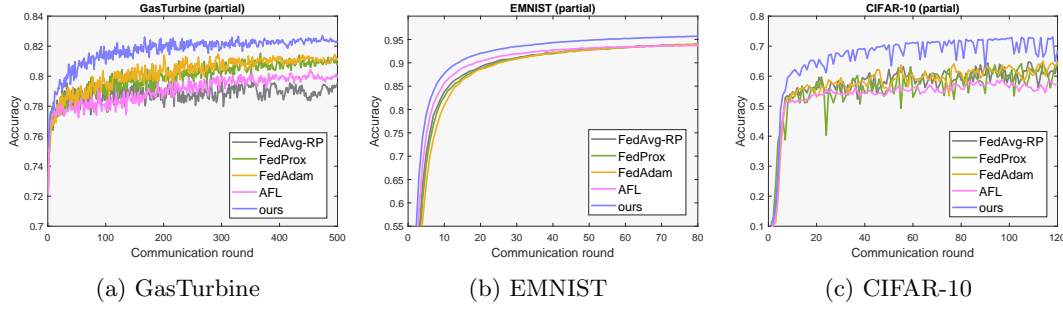 GasTurbine (partial)
0.84
0.82
0.8
0.78
0.76
0.74
0.72
0.7
Accuracy
0
100
200
300
400
500
Communication round
FedAvg-RP
FedProx
FedAdam
AFL
ours
(a) GasTurbine
EMNIST (partial)
0.95
0.9
0.85
0.8
0.75
0.7
0.65
0.6
0.55
Accuracy
0
10
20
30
40
50
60
70
80
Communication round
FedAvg-RP
FedProx
FedAdam
AFL
ours
(b) EMNIST
CIFAR-10 (partial)
0.8
0.7
0.6
0.5
0.4
0.3
0.2
0.1
Accuracy
0
20
40
60
80
100
120
Communication round
FedAvg-RP
FedProx
FedAdam
AFL
ours
(c) CIFAR-10